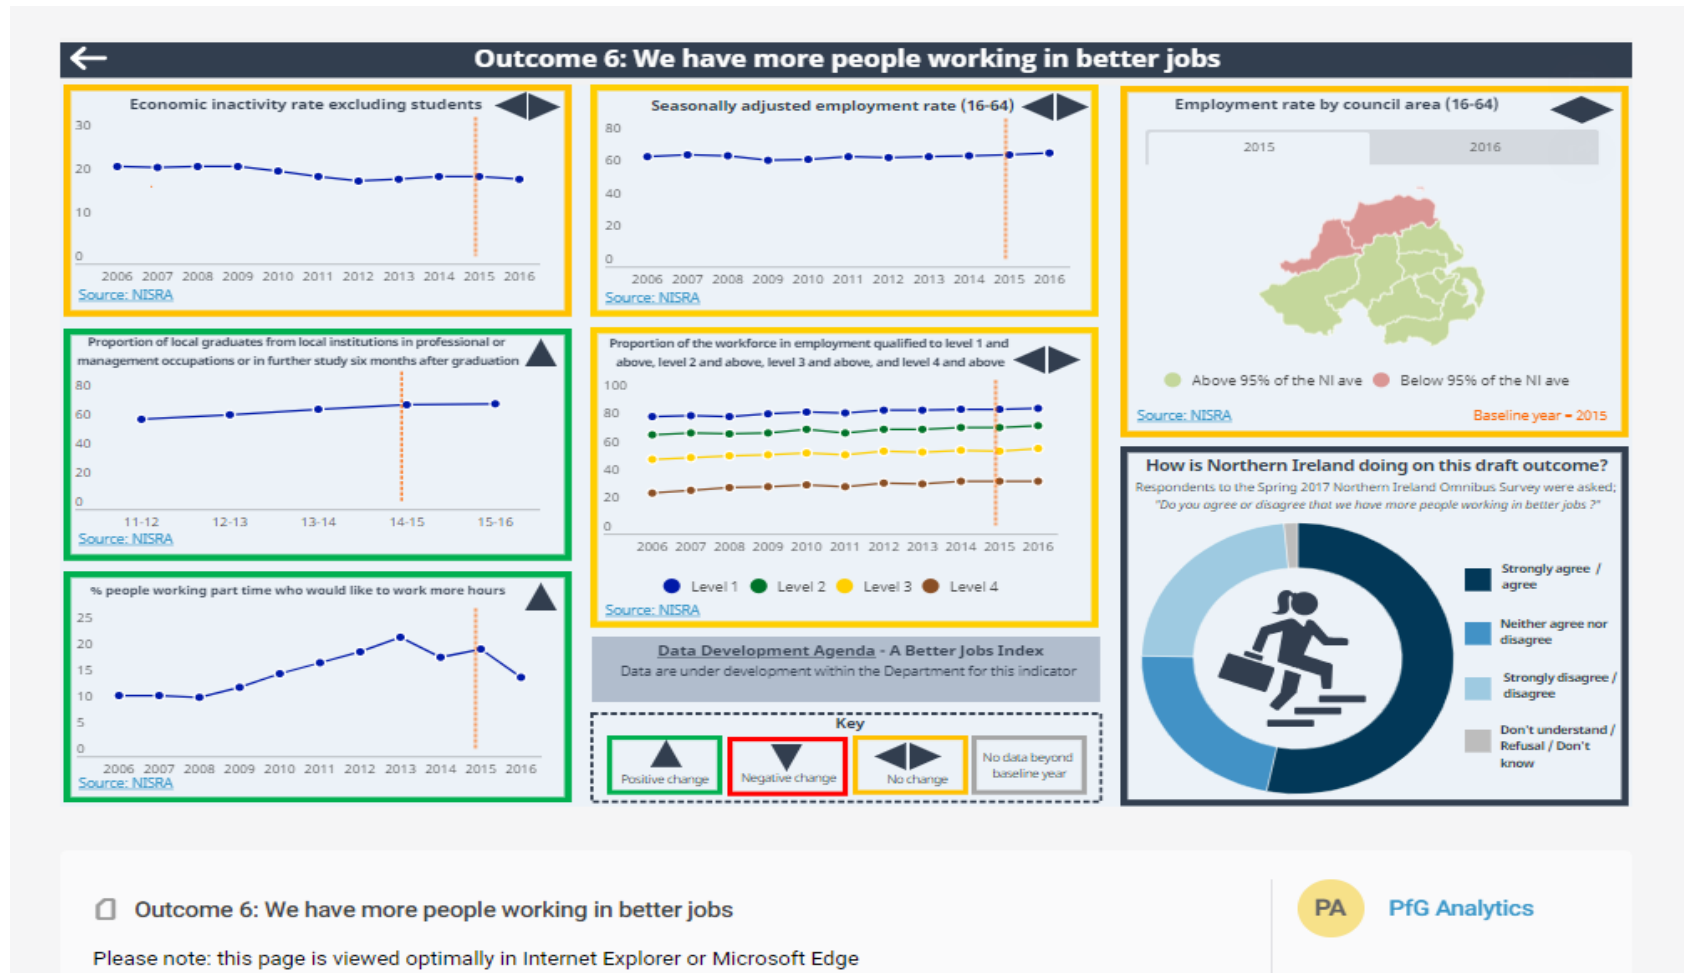 Outcome 6: We have more people working in better jobs
Economic inactivity rate excluding students
30
20
10
0
2006 2007 2008 2009 2010 2011 2012 2013 2014 2015 2016
Source: NISRA
Seasonally adjusted employment rate (16-64)
80
60
40
20
0
2006 2007 2008 2009 2010 2011 2012 2013 2014 2015 2016
Source: NISRA
Employment rate by council area (16-64)
2015 2016
Above 95% of the NI ave Below 95% of the NI ave
Source: NISRA Baseline year = 2015
Proportion of local graduates from local institutions in professional or
management occupations or in further study six months after graduation
80
60
40
20
0
11-12 12-13 13-14 14-15 15-16
Source: NISRA
Proportion of the workforce in employment qualified to level 1 and
above, level 2 and above, level 3 and above, and level 4 and above
100
80
60
40
20
0
2006 2007 2008 2009 2010 2011 2012 2013 2014 2015 2016
Level 1 Level 2 Level 3 Level 4
Source: NISRA
How is Northern Ireland doing on this draft outcome?
Respondents to the Spring 2017 Northern Ireland Omnibus Survey were asked;
"Do you agree or disagree that we have more people working in better jobs ?"
Strongly agree /
agree
Neither agree nor
disagree
Strongly disagree /
disagree
Don't understand /
Refusal / Don't
know
% people working part time who would like to work more hours
25
20
15
10
5
0
2006 2007 2008 2009 2010 2011 2012 2013 2014 2015 2016
Source: NISRA
Data Development Agenda - A Better Jobs Index
Data are under development within the Department for this indicator
Key
Positive change
Negative change
No change
No data beyond
baseline year
Outcome 6: We have more people working in better jobs
PA PfG Analytics
Please note: this page is viewed optimally in Internet Explorer or Microsoft Edge